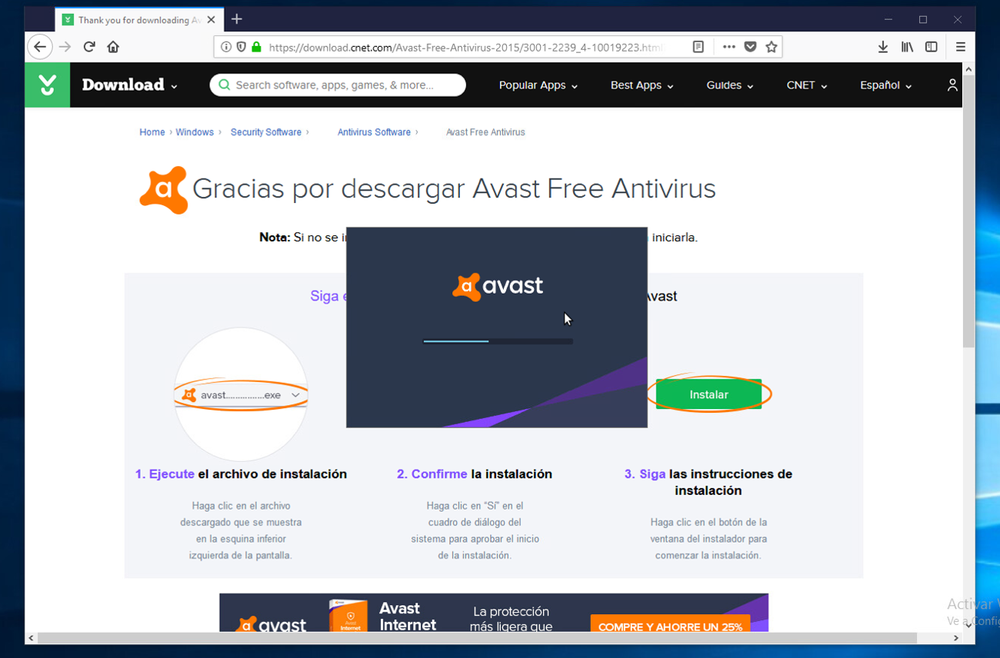 Thank you for downloading Av
https://download.cnet.com/Avast-Free-Antivirus-2015/3001-2239_4-10019223.html
Download
Search software, apps, games, & more...
Popular Apps
Best Apps
Guides
CNET
Español
Home › Windows › Security Software › Antivirus Software › Avast Free Antivirus
a Gracias por descargar Avast Free Antivirus
Nota: Si no se
iniciarla.
Siga
Avast
a avast
a avast...............exe
Instalar
1. Ejecute el archivo de instalación
Haga clic en el archivo
descargado que se muestra
en la esquina inferior
izquierda de la pantalla.
2. Confirme la instalación
Haga clic en “Sí” en el
cuadro de diálogo del
sistema para aprobar el inicio
de la instalación.
3. Siga las instrucciones de
instalación
Haga clic en el botón de la
ventana del instalador para
comenzar la instalación.
a avast
Avast
Internet
La protección
más ligera que
COMPRE Y AHORRE UN 25%
Activar
Ve a Config